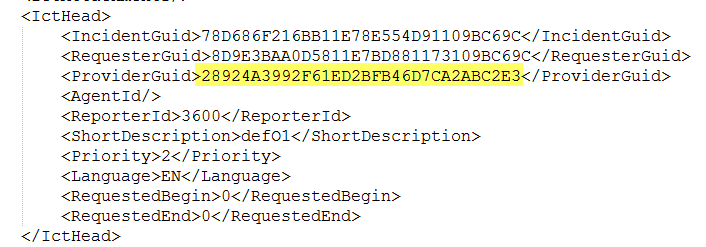 <IctHead>
<IncidentGuid>78D686F216BB11E78E554D91109BC69C</IncidentGuid>
<RequesterGuid>8D9E3BAA0D5811E7BD881173109BC69C</RequesterGuid>
<ProviderGuid>28924A3992F61ED2BFB46D7CA2ABC2E3</ProviderGuid>
<AgentId/>
<ReporterId>3600</ReporterId>
<ShortDescription>defO1</ShortDescription>
<Priority>2</Priority>
<Language>EN</Language>
<RequestedBegin>0</RequestedBegin>
<RequestedEnd>0</RequestedEnd>
</IctHead>